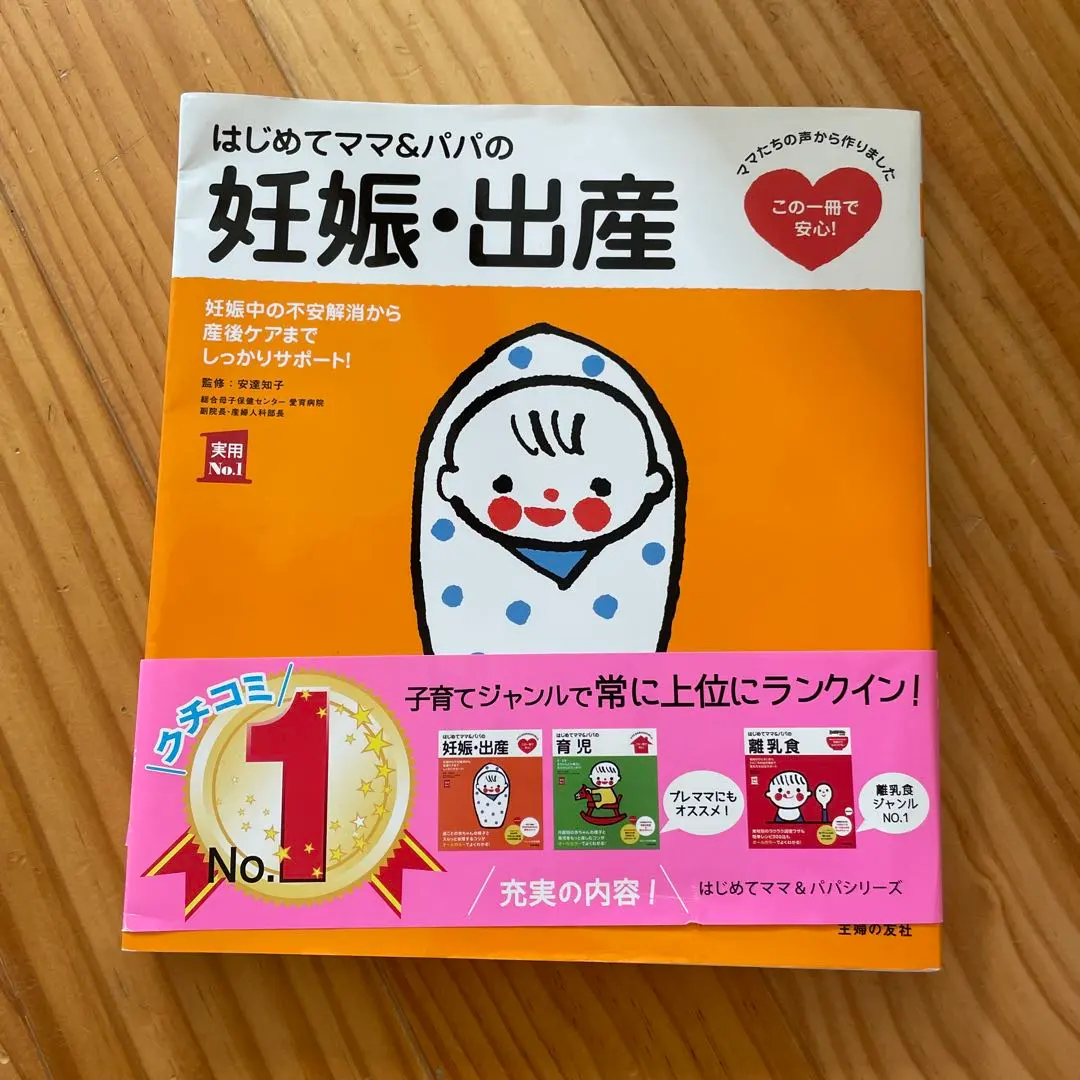 はじめてママ&パパの
妊娠・出産
ママたちの声から作りました
この一冊で
安心!
妊娠中の不安解消から
産後ケアまで
しっかりサポート!
監修：安達知子
総合母子保健センター 愛育病院
副院長・産婦人科部長
実用
No.1
クチコミ
No.1
子育てジャンルで常に上位にランクイン!
はじめてママ&パパの
妊娠・出産
はじめてママ&パパの
育児
プレママにも
オススメ!
はじめてママ&パパの
離乳食
離乳食
ジャンル
NO.1
充実の内容!
はじめてママ&パパシリーズ
主婦の友社